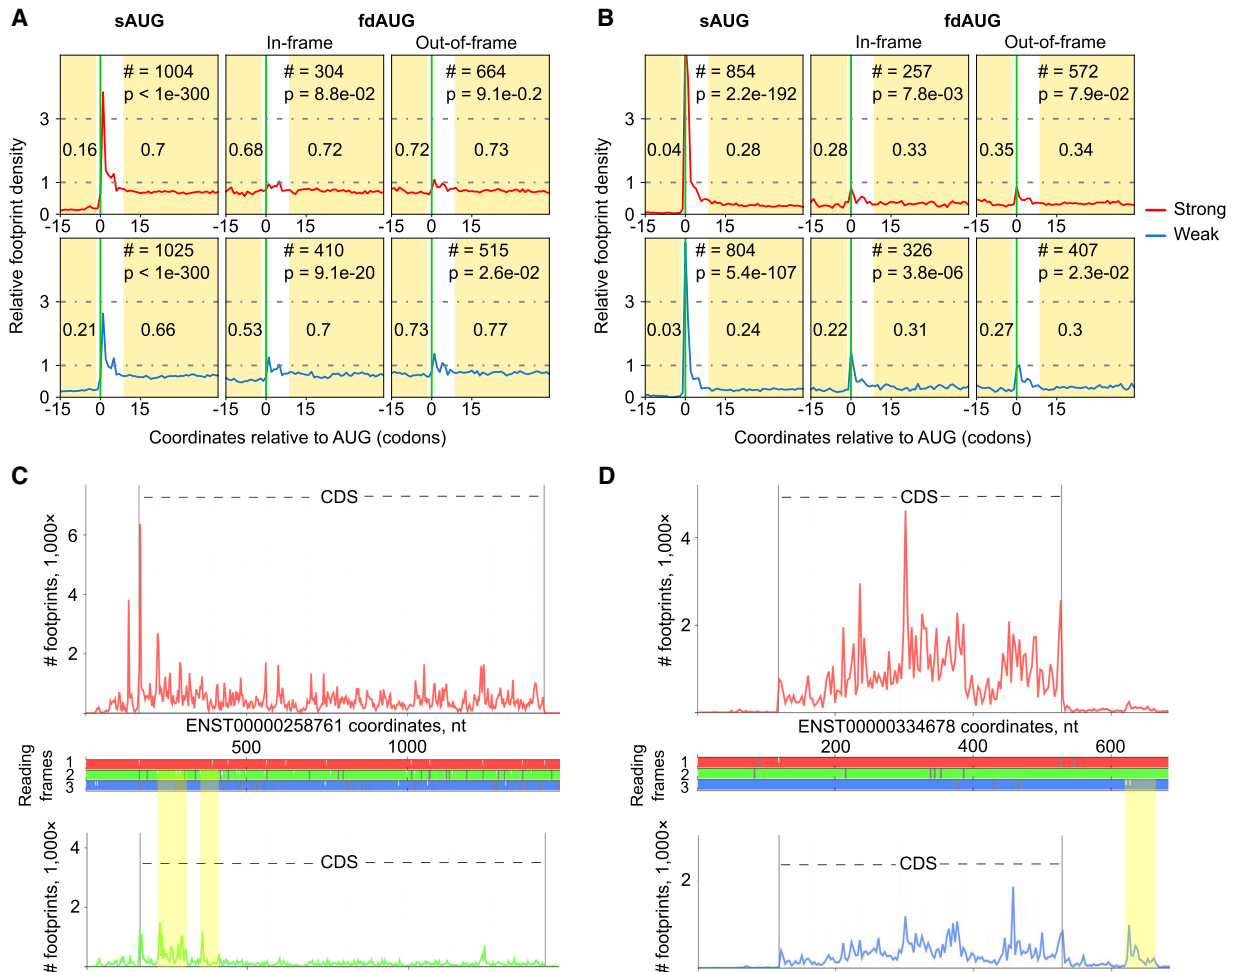 A
sAUG
fdAUG
In-frame
Out-of-frame
Relative footprint density
# = 1004
p < 1e-300
# = 304
p = 8.8e-02
# = 664
p = 9.1e-0.2
3
0.16
0.7
0.68
0.72
0.72
0.73
1
0
-15
0
15
-15
0
15
-15
0
15
# = 1025
p < 1e-300
# = 410
p = 9.1e-20
# = 515
p = 2.6e-02
3
0.21
0.66
0.53
0.7
0.73
0.77
1
0
-15
0
15
-15
0
15
-15
0
15
Coordinates relative to AUG (codons)
B
sAUG
fdAUG
In-frame
Out-of-frame
Relative footprint density
# = 854
p = 2.2e-192
# = 257
p = 7.8e-03
# = 572
p = 7.9e-02
3
0.04
0.28
0.28
0.33
0.35
0.34
1
0
-15
0
15
-15
0
15
-15
0
15
# = 804
p = 5.4e-107
# = 326
p = 3.8e-06
# = 407
p = 2.3e-02
3
0.03
0.24
0.22
0.31
0.27
0.3
1
0
-15
0
15
-15
0
15
-15
0
15
Coordinates relative to AUG (codons)
Strong
Weak
C
CDS
# footprints, 1,000×
6
4
2
ENST000002258761 coordinates, nt
500
1000
Reading
frames
1
2
3
# footprints, 1,000×
4
2
CDS
D
CDS
# footprints, 1,000×
4
2
ENST00000334678 coordinates, nt
200
400
600
Reading
frames
1
2
3
# footprints, 1,000×
2
CDS